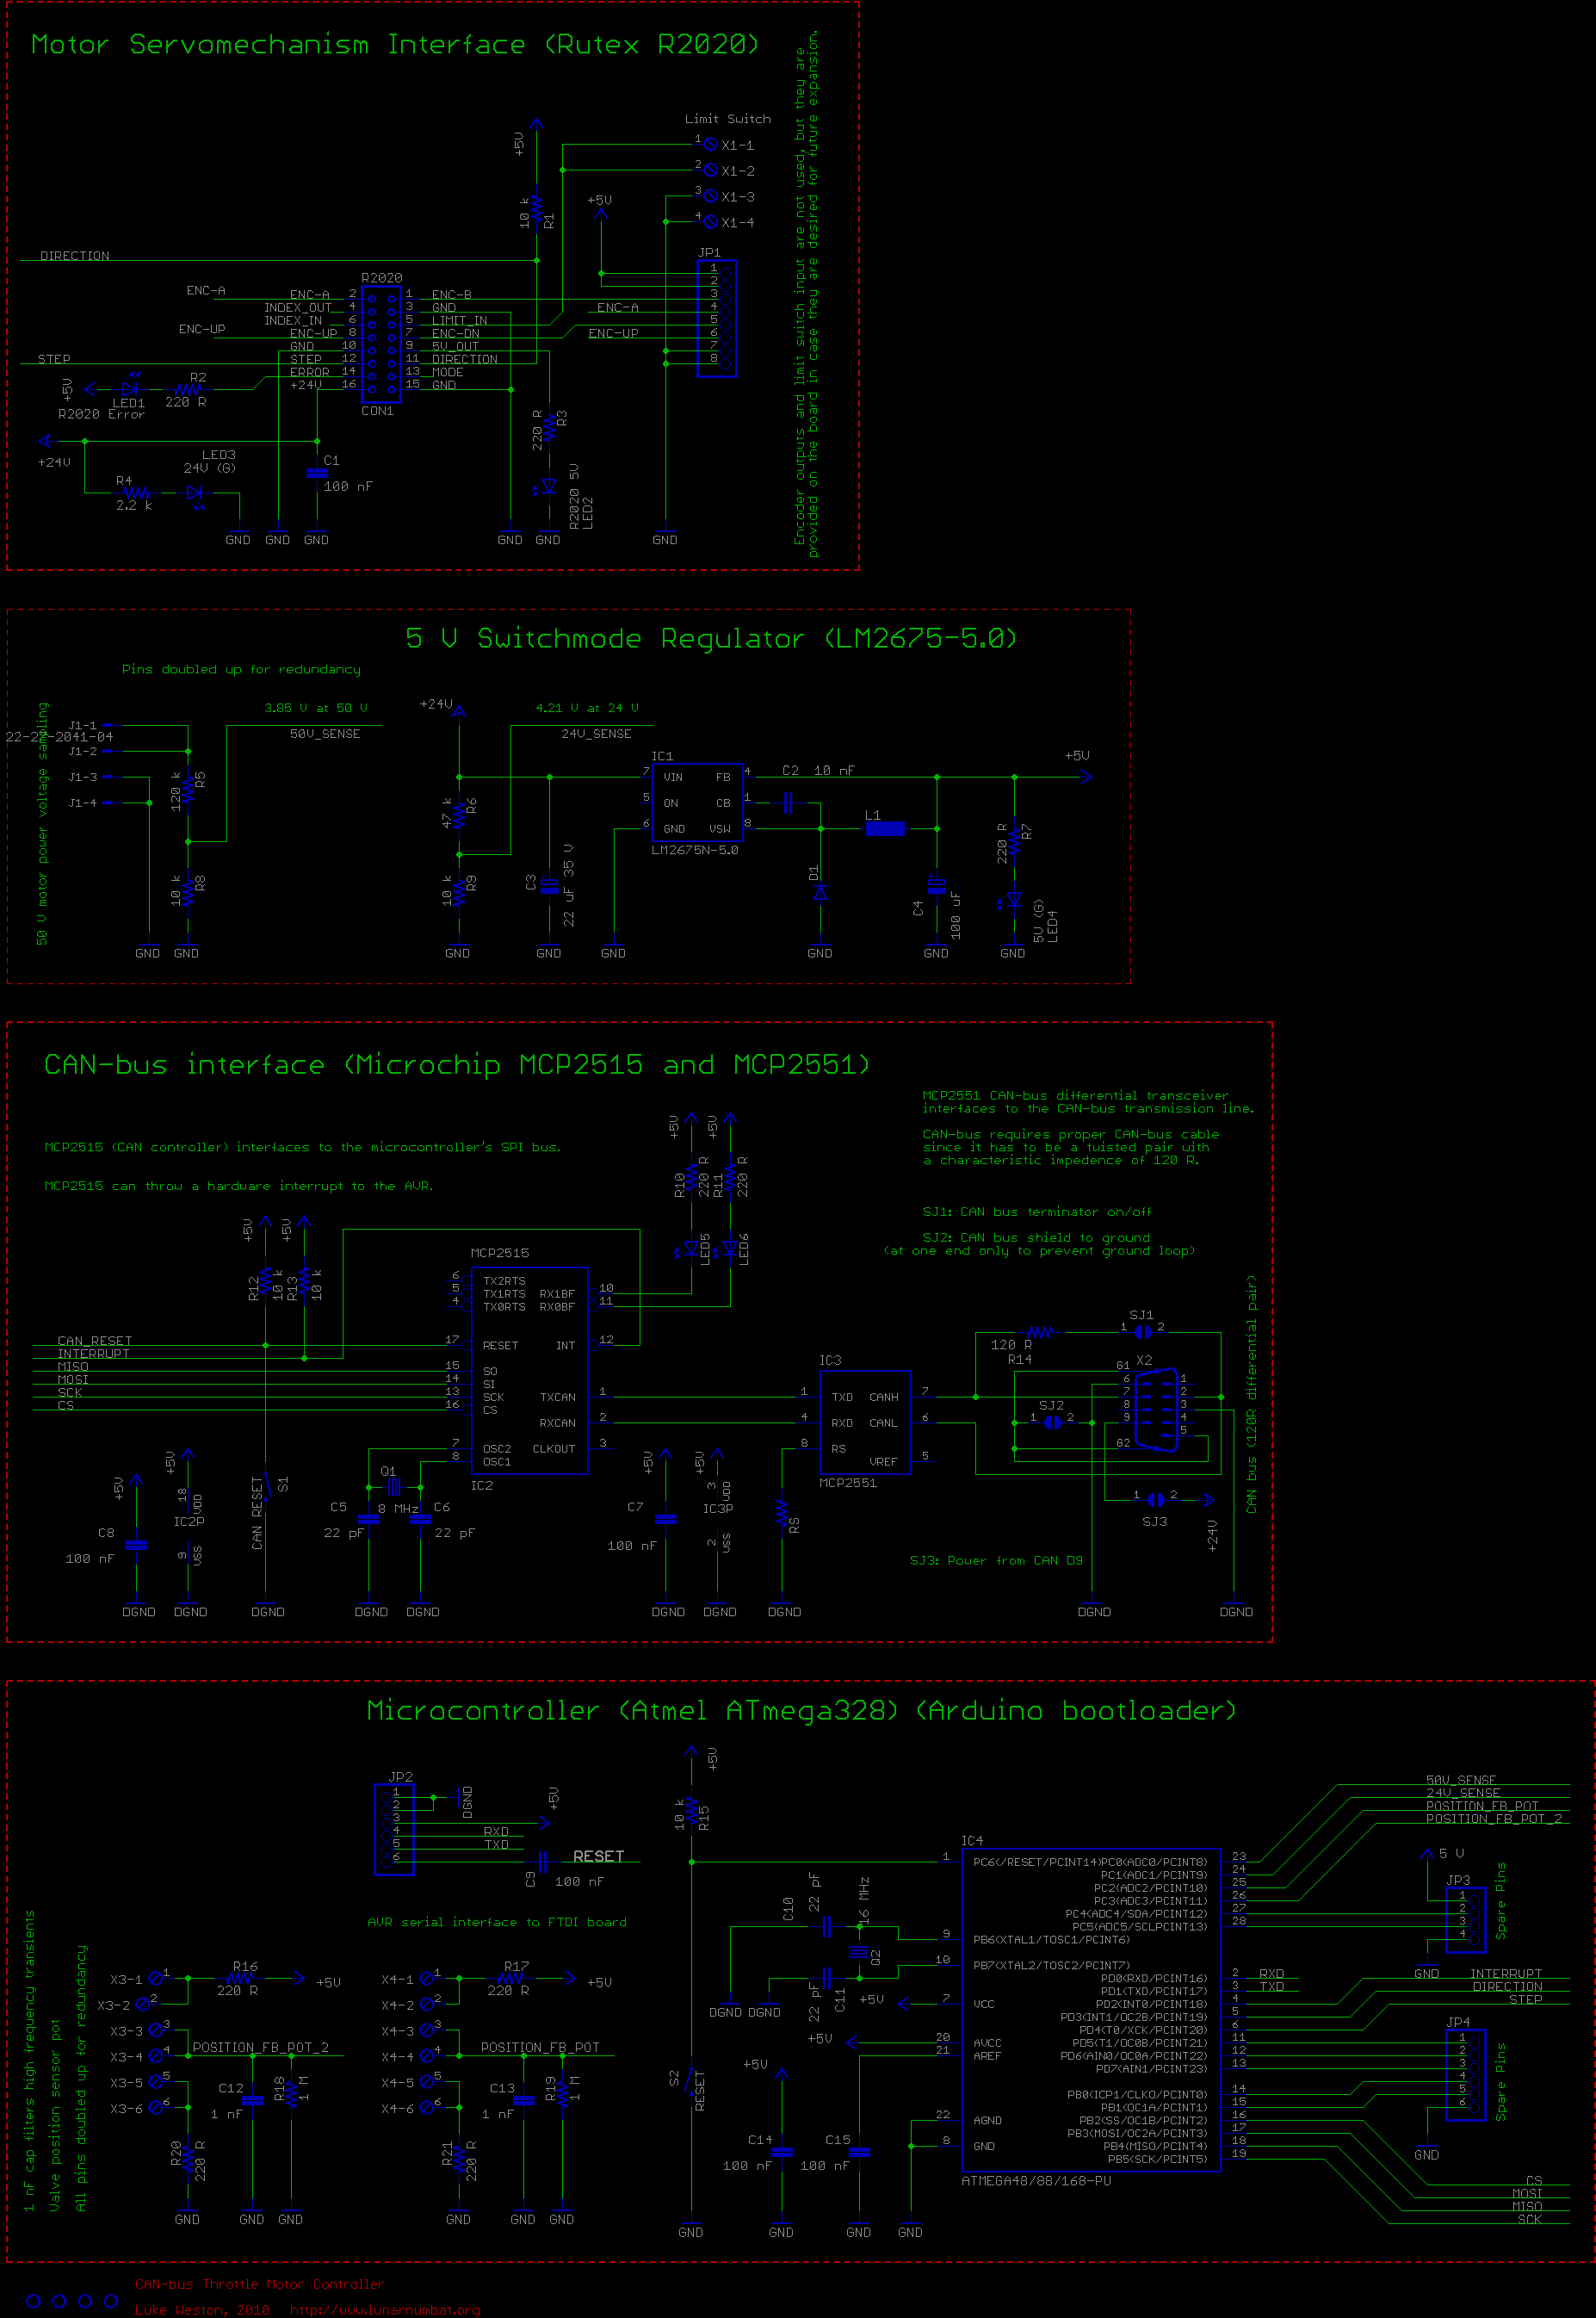 Motor Servomechanism Interface (Rutex R2020)
Encoder outputs and limit switch input are not used, but they are
provided on the board in case they are desired for future expansion.
Limit Switch
1 X1-1
2 X1-2
3 X1-3
4 X1-4
+5V
10 k
R1
+5V
JP1
1
2
3
4
5
6
7
8
DIRECTION
R2020
ENC-A
ENC-A 2 1 ENC-B
INDEX_OUT 4 3 GND
INDEX_IN 6 5 LIMIT_IN
ENC-UP
ENC-UP 8 7 ENC-DN
GND 10 9 5V_OUT
STEP 12 11 DIRECTION
ERROR 14 13 MODE
+24V 16 15 GND
CON1
ENC-A
ENC-UP
STEP
+5V
LED1
R2020 Error
R2
220 R
+24V
LED3
24V (G)
R4
2.2 k
C1
100 nF
220 R
R3
R2020 5V
LED2
GND GND GND GND GND GND
5 V Switchmode Regulator (LM2675-5.0)
Pins doubled up for redundancy
50 V motor power voltage sampling
J1-1
22-27-2041-04
J1-2
J1-3
J1-4
3.85 V at 50 V
50V_SENSE
120 k
R5
10 k
R8
+24V
4.21 V at 24 V
24V_SENSE
47 k
R6
10 k
R9
C3
22 uF 35 V
IC1
7 VIN FB 4
5 ON CB 1
6 GND VSW 8
LM2675N-5.0
C2 10 nF
L1
D1
C4
100 uF
+5V
220 R
R7
5V (G)
LED4
GND GND GND GND GND GND GND GND
CAN-bus interface (Microchip MCP2515 and MCP2551)
MCP2515 (CAN controller) interfaces to the microcontroller's SPI bus.
MCP2515 can throw a hardware interrupt to the AVR.
MCP2551 CAN-bus differential transceiver
interfaces to the CAN-bus transmission line.
CAN-bus requires proper CAN-bus cable
since it has to be a twisted pair with
a characteristic impedence of 120 R.
SJ1: CAN bus terminator on/off
SJ2: CAN bus shield to ground
(at one end only to prevent ground loop)
+5V
+5V
R10
220 R
R11
220 R
LED5
LED6
+5V
+5V
R12
10 k
R13
10 k
MCP2515
6 TX2RTS
5 TX1RTS RX1BF 10
4 TX0RTS RX0BF 11
17 RESET INT 12
15 SO
14 SI
13 SCK TXCAN 1
16 CS
RXCAN 2
7 OSC2 CLKOUT 3
8 OSC1
IC2
CAN_RESET
INTERRUPT
MISO
MOSI
SCK
CS
IC3
1 TXD CANH 7
4 RXD CANL 6
8 RS
VREF 5
MCP2551
120 R
R14
SJ1
1 2
X2
G1
6
7
8
9
G2
1
2
3
4
5
SJ2
1 2
1 2
SJ3
+24V
SJ3: Power from CAN D9
CAN bus (120R differential pair)
+5V
C8
100 nF
+5V
18
VDD
IC2P
9
VSS
CAN RESET
S1
Q1
8 MHz
C5
22 pF
C6
22 pF
+5V
C7
100 nF
+5V
3
VDD
IC3P
2
VSS
RS
DGND DGND DGND DGND DGND DGND DGND DGND DGND DGND
Microcontroller (Atmel ATmega328) (Arduino bootloader)
JP2
1
2
3
4
5
6
DGND
+5V
RXD
TXD
RESET
C9
100 nF
AVR serial interface to FTDI board
+5V
10 k
R15
S2
RESET
1 nF cap filters high frequency transients
Valve position sensor pot
All pins doubled up for redundancy
X3-1 1
X3-2 2
X3-3 3
X3-4 4
X3-5 5
X3-6 6
R16
220 R
+5V
POSITION_FB_POT_2
C12
1 nF
R18
1 M
R20
220 R
X4-1 1
X4-2 2
X4-3 3
X4-4 4
X4-5 5
X4-6 6
R17
220 R
+5V
POSITION_FB_POT
C13
1 nF
R19
1 M
R21
220 R
C10
22 pF
16 MHz
Q2
22 pF
C11
DGND DGND
+5V
+5V
+5V
C14
100 nF
C15
100 nF
IC4
1 PC6(/RESET/PCINT14)PC0(ADC0/PCINT8) 23
PC1(ADC1/PCINT9) 24
PC2(ADC2/PCINT10) 25
PC3(ADC3/PCINT11) 26
PC4(ADC4/SDA/PCINT12) 27
PC5(ADC5/SCLPCINT13) 28
9 PB6(XTAL1/TOSC1/PCINT6)
10 PB7(XTAL2/TOSC2/PCINT7)
PD0(RXD/PCINT16) 2
PD1(TXD/PCINT17) 3
7 VCC PD2(INT0/PCINT18) 4
PD3(INT1/OC2B/PCINT19) 5
PD4(T0/XCK/PCINT20) 6
20 AVCC PD5(T1/OC0B/PCINT21) 11
21 AREF PD6(AIN0/OC0A/PCINT22) 12
PD7(AIN1/PCINT23) 13
PB0(ICP1/CLKO/PCINT0) 14
PB1(OC1A/PCINT1) 15
22 AGND PB2(SS/OC1B/PCINT2) 16
PB3(MOSI/OC2A/PCINT3) 17
8 GND PB4(MISO/PCINT4) 18
PB5(SCK/PCINT5) 19
ATMEGA48/88/168-PU
50V_SENSE
24V_SENSE
POSITION_FB_POT
POSITION_FB_POT_2
5 V
JP3
1
2
3
4
Spare Pins
GND
RXD
TXD
INTERRUPT
DIRECTION
STEP
JP4
1
2
3
4
5
6
Spare Pins
GND
CS
MOSI
MISO
SCK
GND GND GND GND GND GND GND GND GND GND
CAN-bus Throttle Motor Controller
Luke Weston, 2010 http://www.lunarnumbat.org